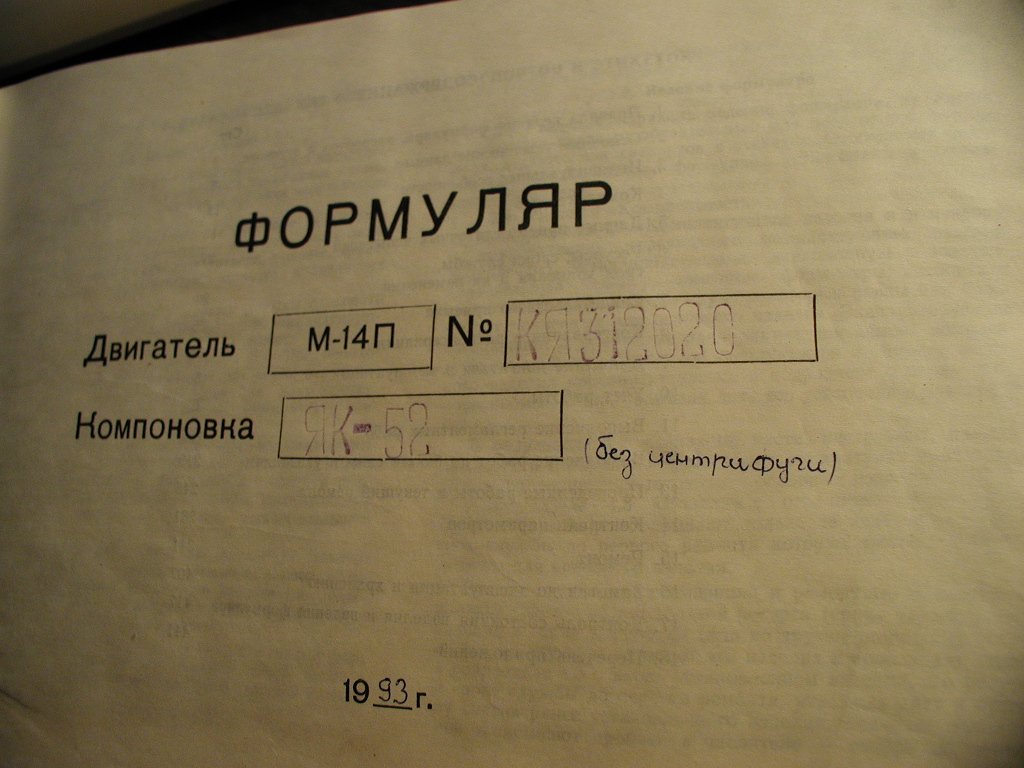 ФОРМУЛЯР
Двигатель М-14П № КЯ312020
Компоновка ЯК-52 (без центрифуги)
1993 г.